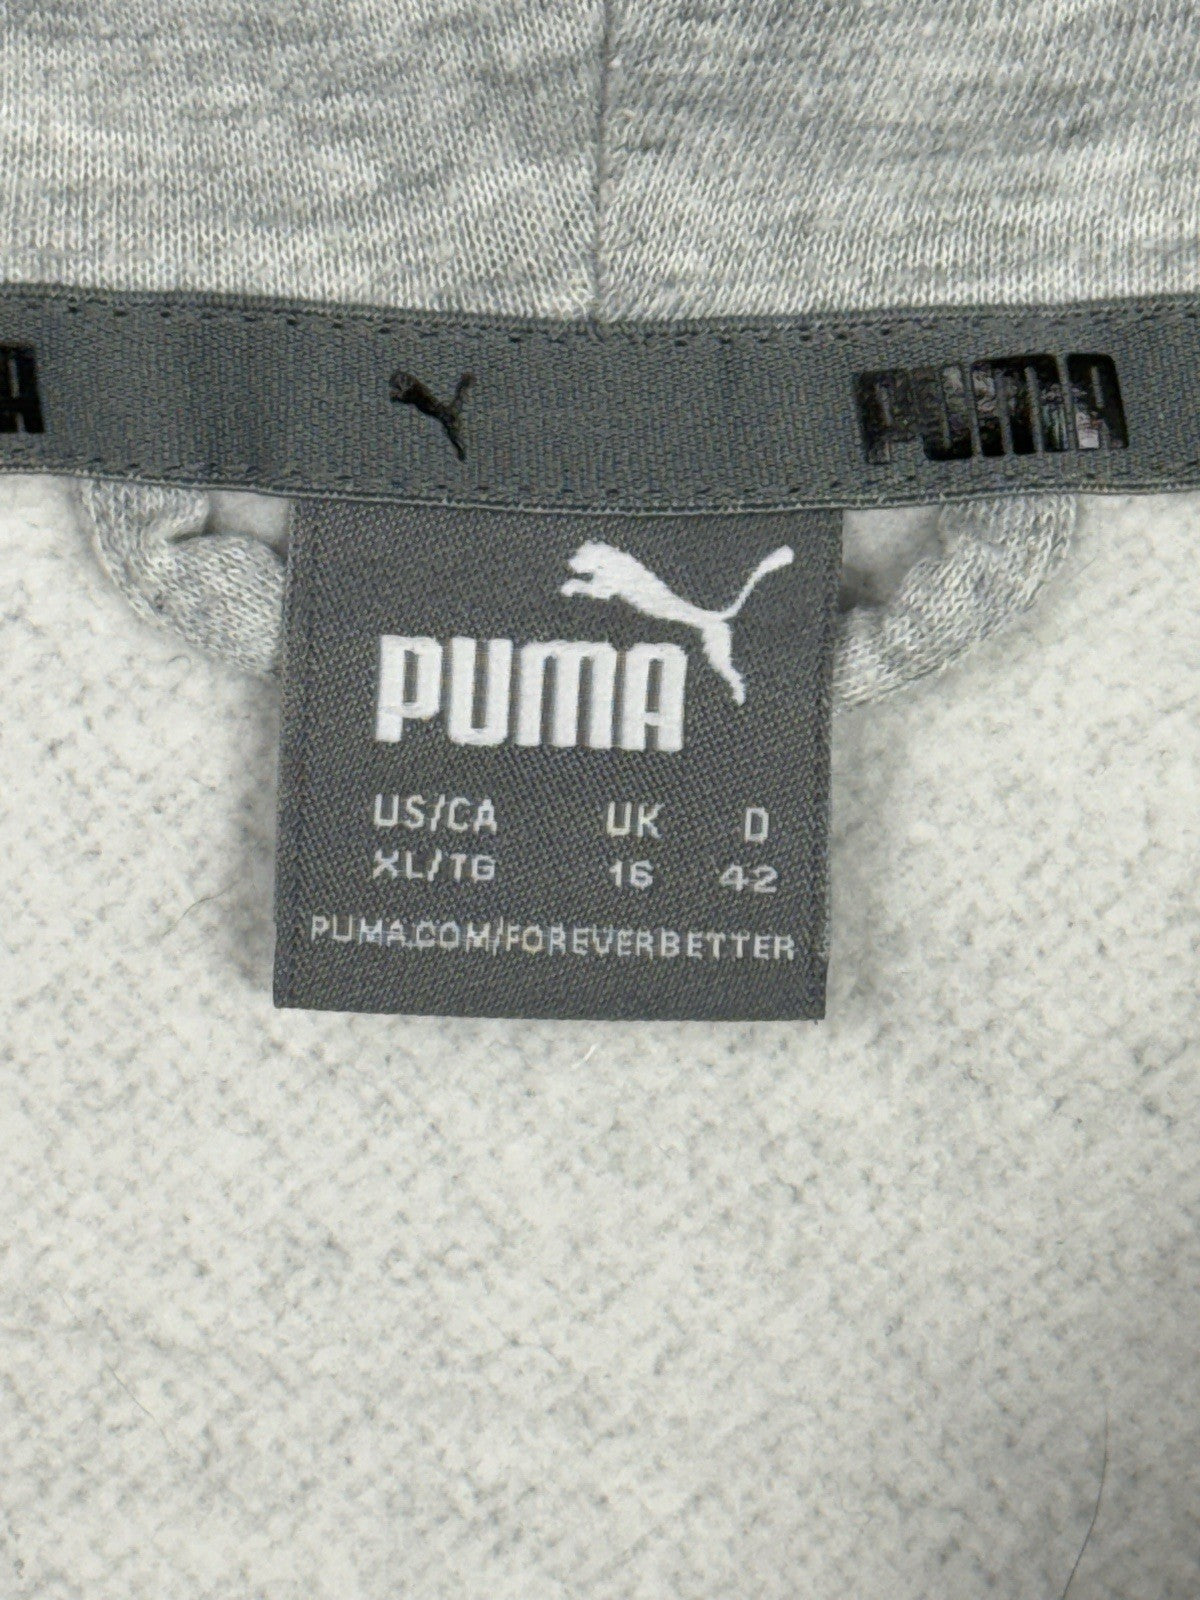 PUMA
PUMA
US/CA UK D
XL/TG 16 42
PUMA.COM/FOREVERBETTER